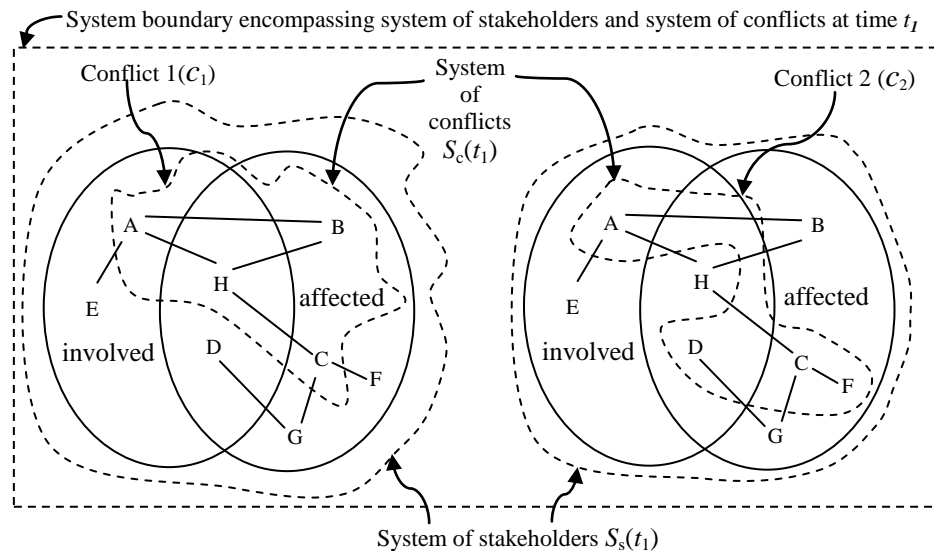 System boundary encompassing system of stakeholders and system of conflicts at time t1
Conflict 1(c1)
System
of
conflicts
Sc(t1)
Conflict 2 (c2)
A
B
H
E
affected
involved
D
C
F
G
A
B
H
E
affected
involved
D
C
F
G
System of stakeholders Ss(t1)